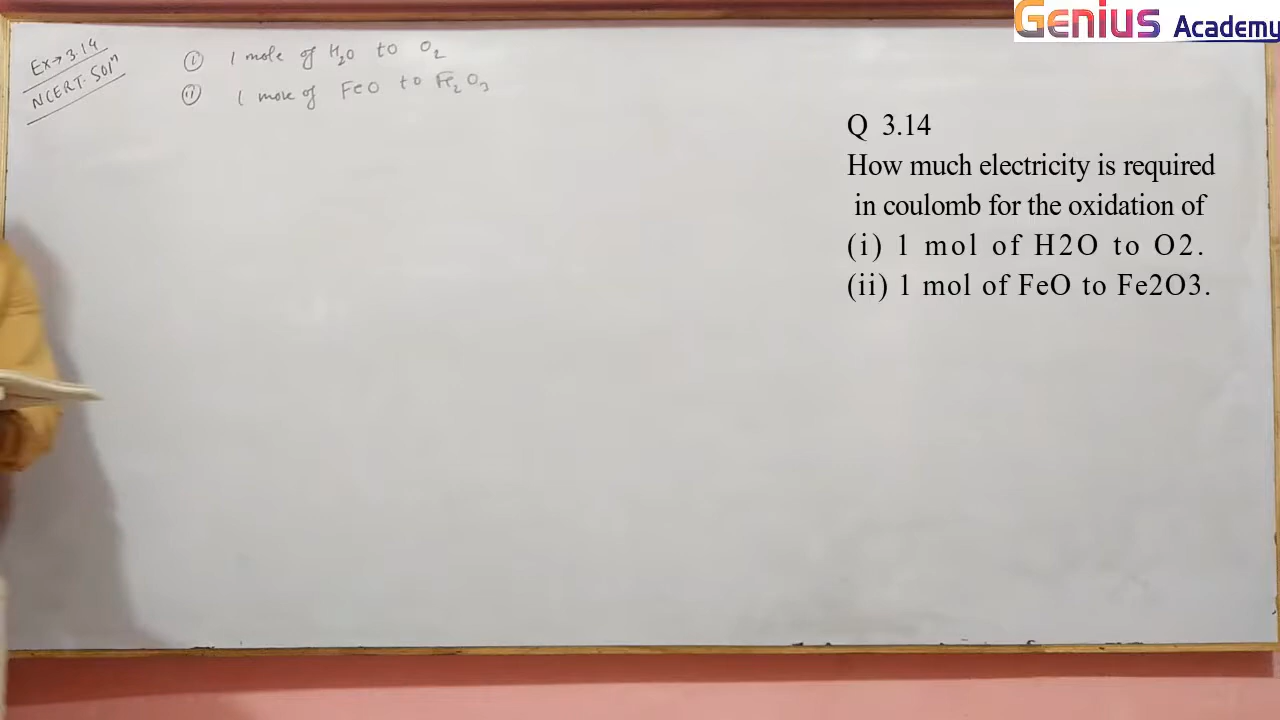 Genius Academy
Ex→3.14
NCERT. Solⁿ
(i) 1 mole of H₂O to O₂
(ii) 1 mole of FeO to Fe₂O₃
Q 3.14
How much electricity is required
in coulomb for the oxidation of
(i) 1 mol of H2O to O2.
(ii) 1 mol of FeO to Fe2O3.